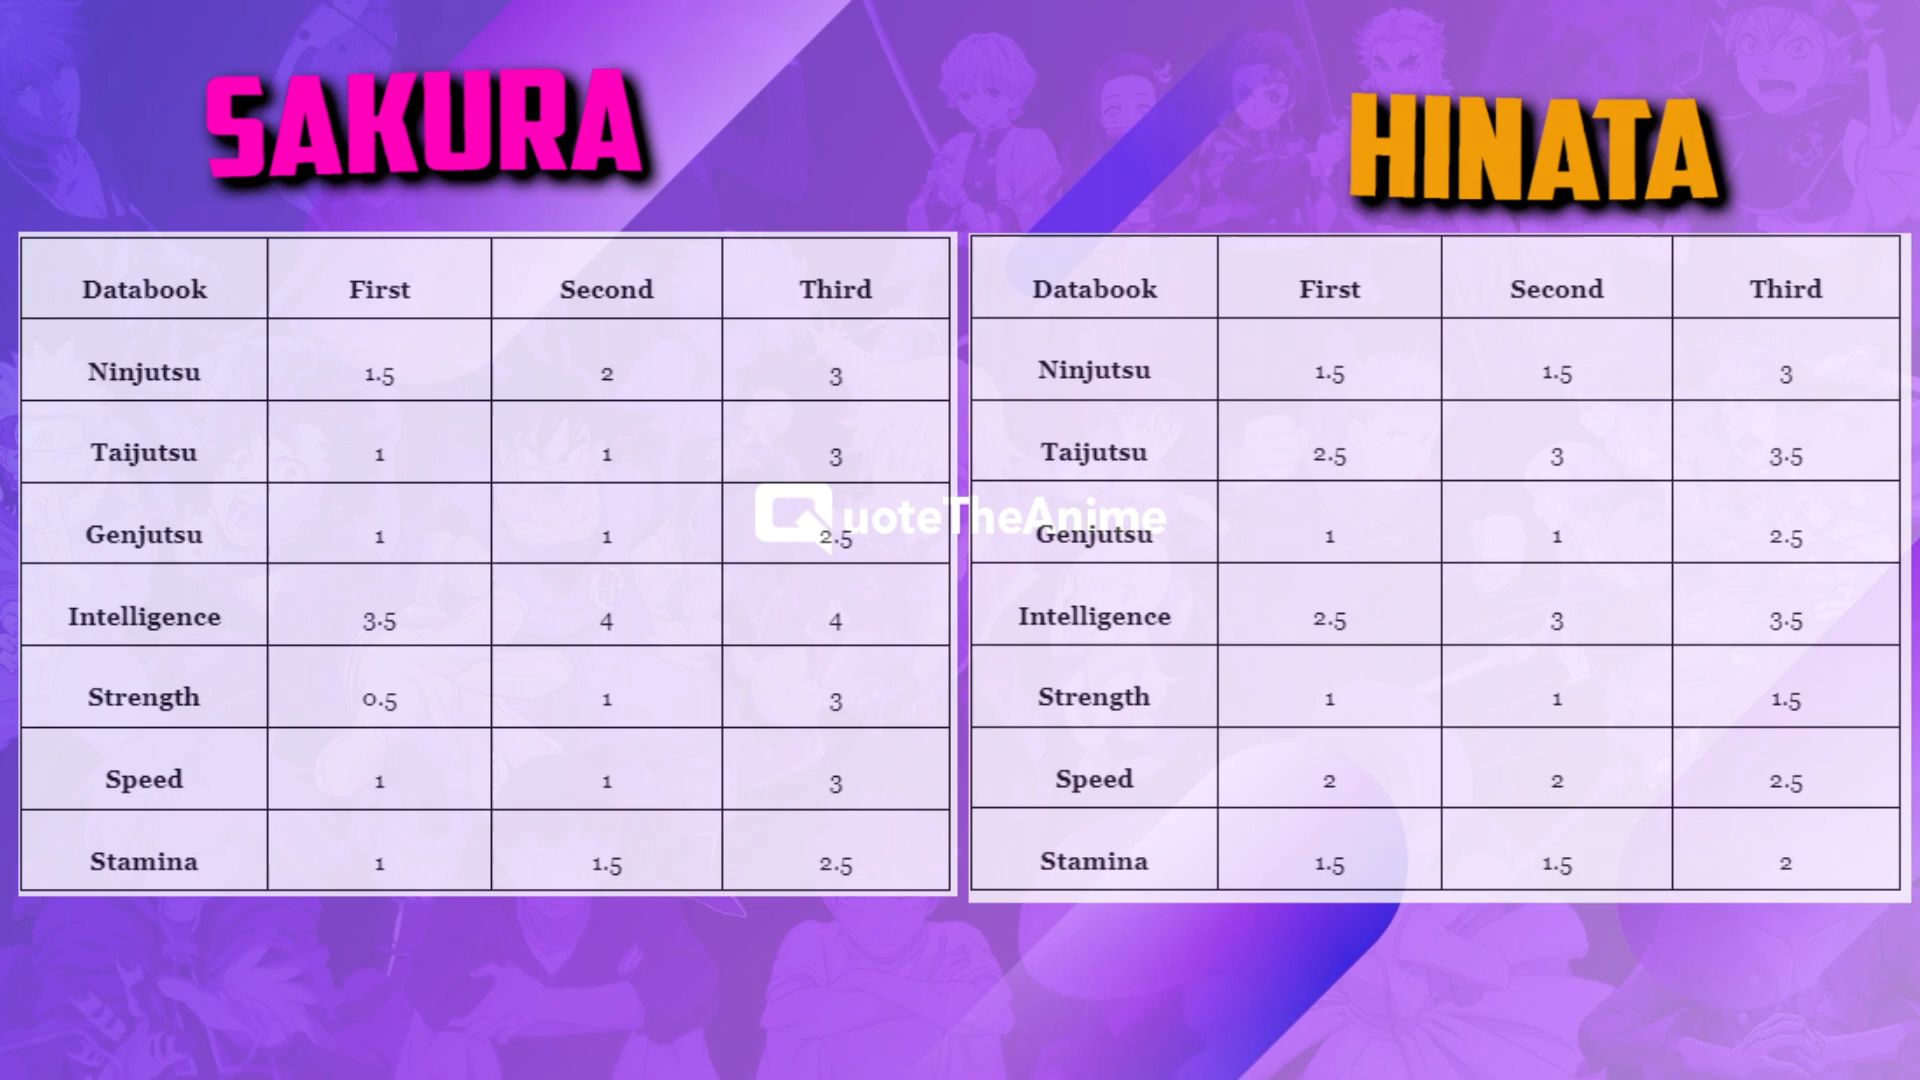 SAKURA
HINATA
Databook First Second Third
Ninjutsu 1.5 2 3
Taijutsu 1 1 3
Genjutsu 1 1 2.5
Intelligence 3.5 4 4
Strength 0.5 1 3
Speed 1 1 3
Stamina 1 1.5 2.5
Databook First Second Third
Ninjutsu 1.5 1.5 3
Taijutsu 2.5 3 3.5
Genjutsu 1 1 2.5
Intelligence 2.5 3 3.5
Strength 1 1 1.5
Speed 2 2 2.5
Stamina 1.5 1.5 2
QuoteTheAnime